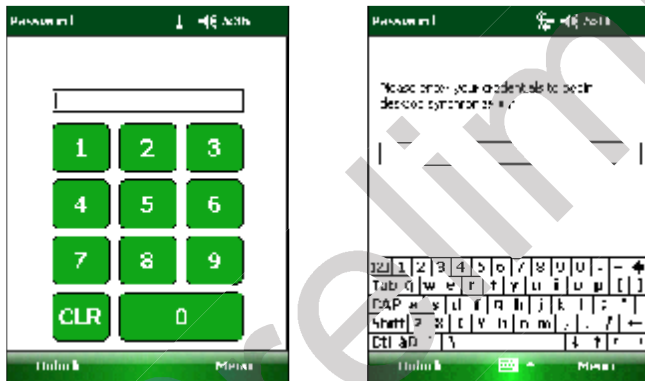 Password
1 2 3
4 5 6
7 8 9
CLR 0
Unlock Menu
Password
Please enter your credentials to begin
desktop
123 1 2 3 4 5 6 7 8 9 0 - =
Tab q w e r t y u i o p [ ]
CAP a s d f g h j k l ; '
Shift z x c v b n m , . /
Ctl
Unlock Menu